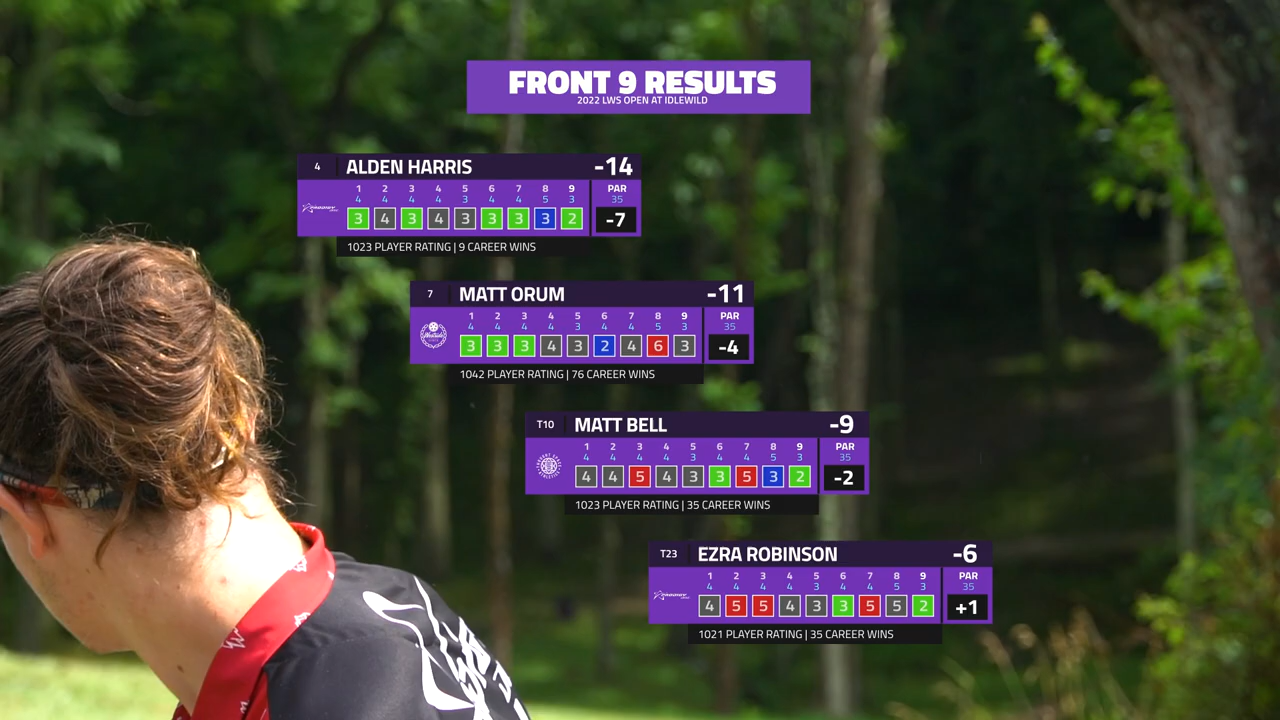 FRONT 9 RESULTS
2022 LWS OPEN AT IDLEWILD
4 ALDEN HARRIS -14
1 2 3 4 5 6 7 8 9 PAR
4 4 4 4 3 4 4 5 3 35
3 4 3 4 3 3 3 3 2 -7
1023 PLAYER RATING | 9 CAREER WINS
7 MATT ORUM -11
1 2 3 4 5 6 7 8 9 PAR
4 4 4 4 3 4 4 5 3 35
3 3 3 4 3 2 4 6 3 -4
1042 PLAYER RATING | 76 CAREER WINS
T10 MATT BELL -9
1 2 3 4 5 6 7 8 9 PAR
4 4 4 4 3 4 4 5 3 35
4 4 5 4 3 3 5 3 2 -2
1023 PLAYER RATING | 35 CAREER WINS
T23 EZRA ROBINSON -6
1 2 3 4 5 6 7 8 9 PAR
4 4 4 4 3 4 4 5 3 35
4 5 5 4 3 3 5 5 2 +1
1021 PLAYER RATING | 35 CAREER WINS